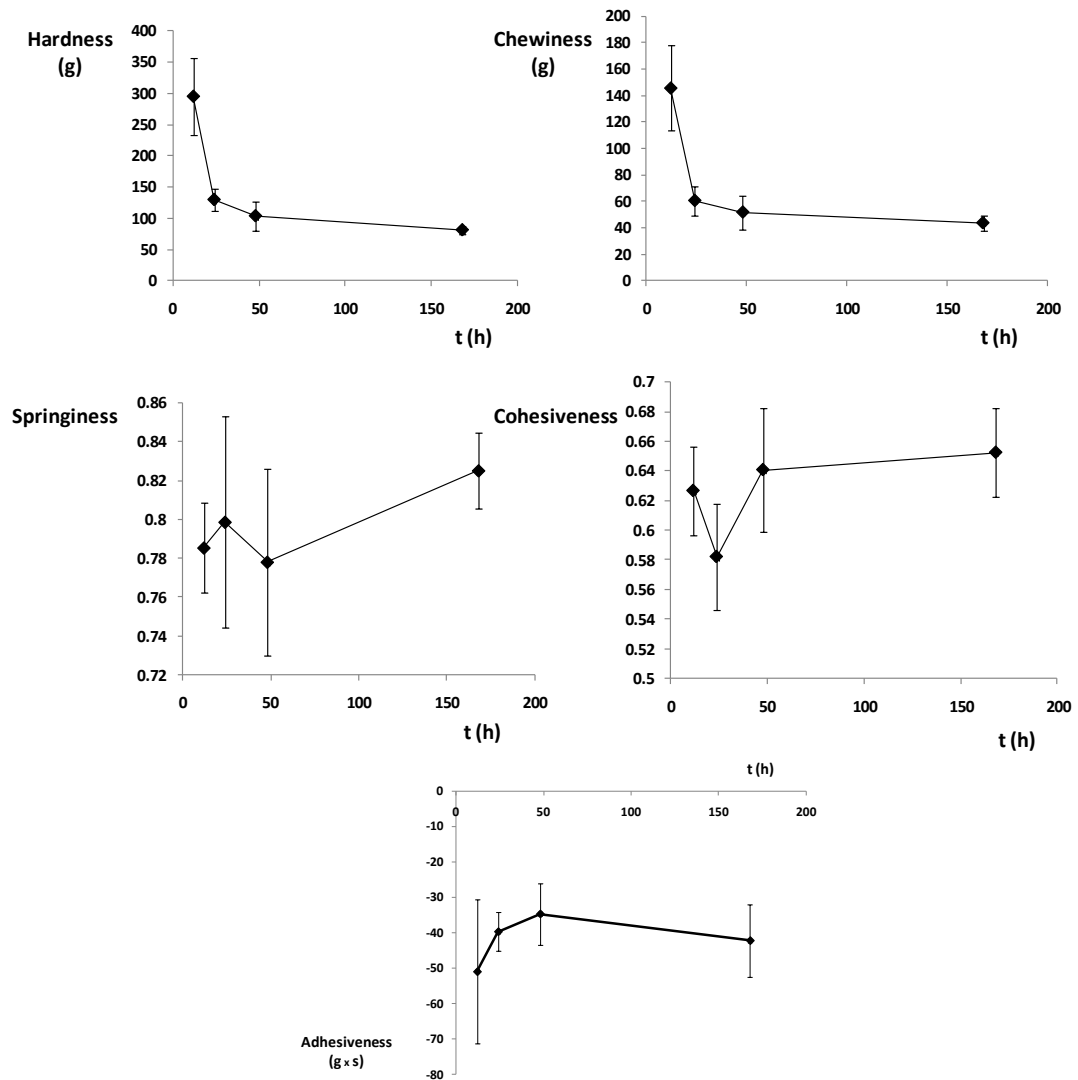 Hardness
(g)
400
350
300
250
200
150
100
50
0
0 50 100 150 200
t (h)
Chewiness
(g)
200
180
160
140
120
100
80
60
40
20
0
0 50 100 150 200
t (h)
Springiness
0.86
0.84
0.82
0.8
0.78
0.76
0.74
0.72
0 50 100 150 200
t (h)
Cohesiveness
0.7
0.68
0.66
0.64
0.62
0.6
0.58
0.56
0.54
0.52
0.5
0 50 100 150 200
t (h)
t (h)
0
0 50 100 150 200
-10
-20
-30
-40
-50
-60
-70
-80
Adhesiveness
(g x s)